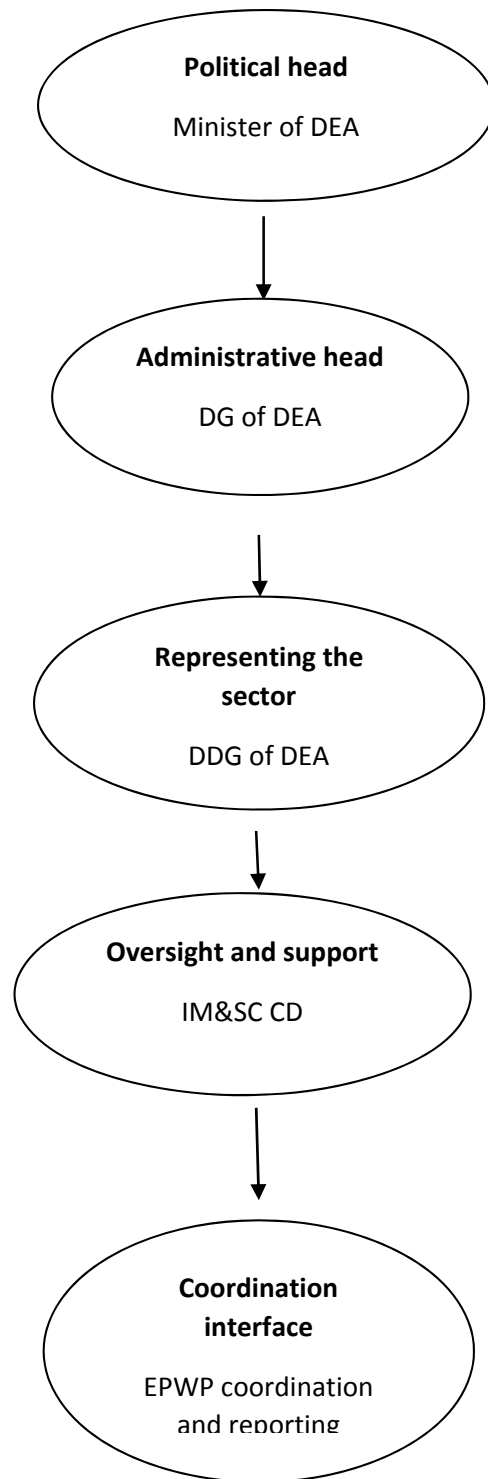 Political head
Minister of DEA
Administrative head
DG of DEA
Representing the
sector
DDG of DEA
Oversight and support
IM&SC CD
Coordination
interface
EPWP coordination
and reporting